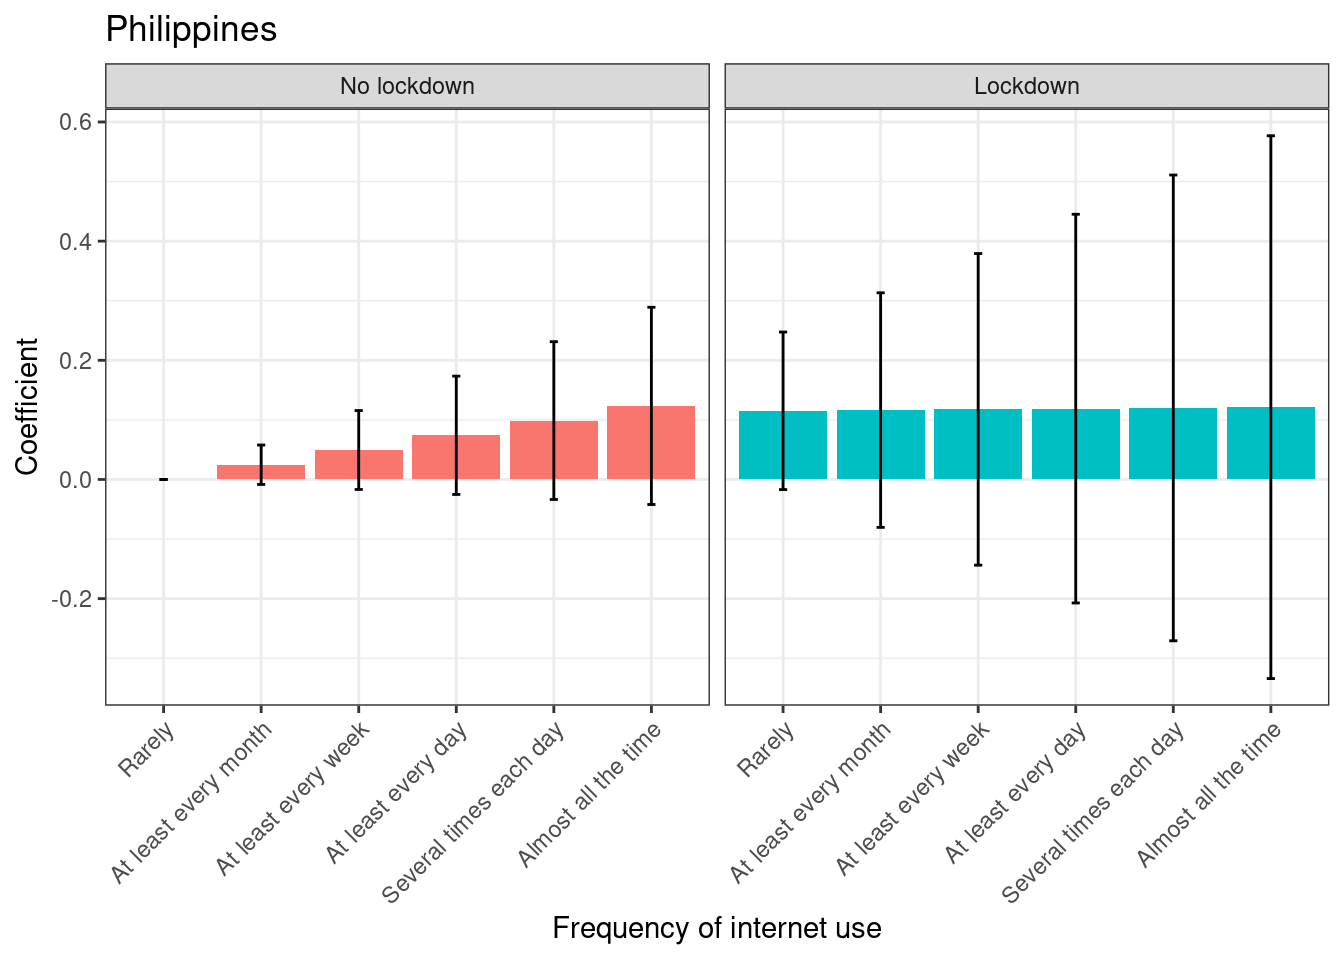 Philippines
No lockdown
Lockdown
Coefficient
0.6
0.4
0.2
0.0
-0.2
Rarely
At least every month
At least every week
At least every day
Several times each day
Almost all the time
Rarely
At least every month
At least every week
At least every day
Several times each day
Almost all the time
Frequency of internet use